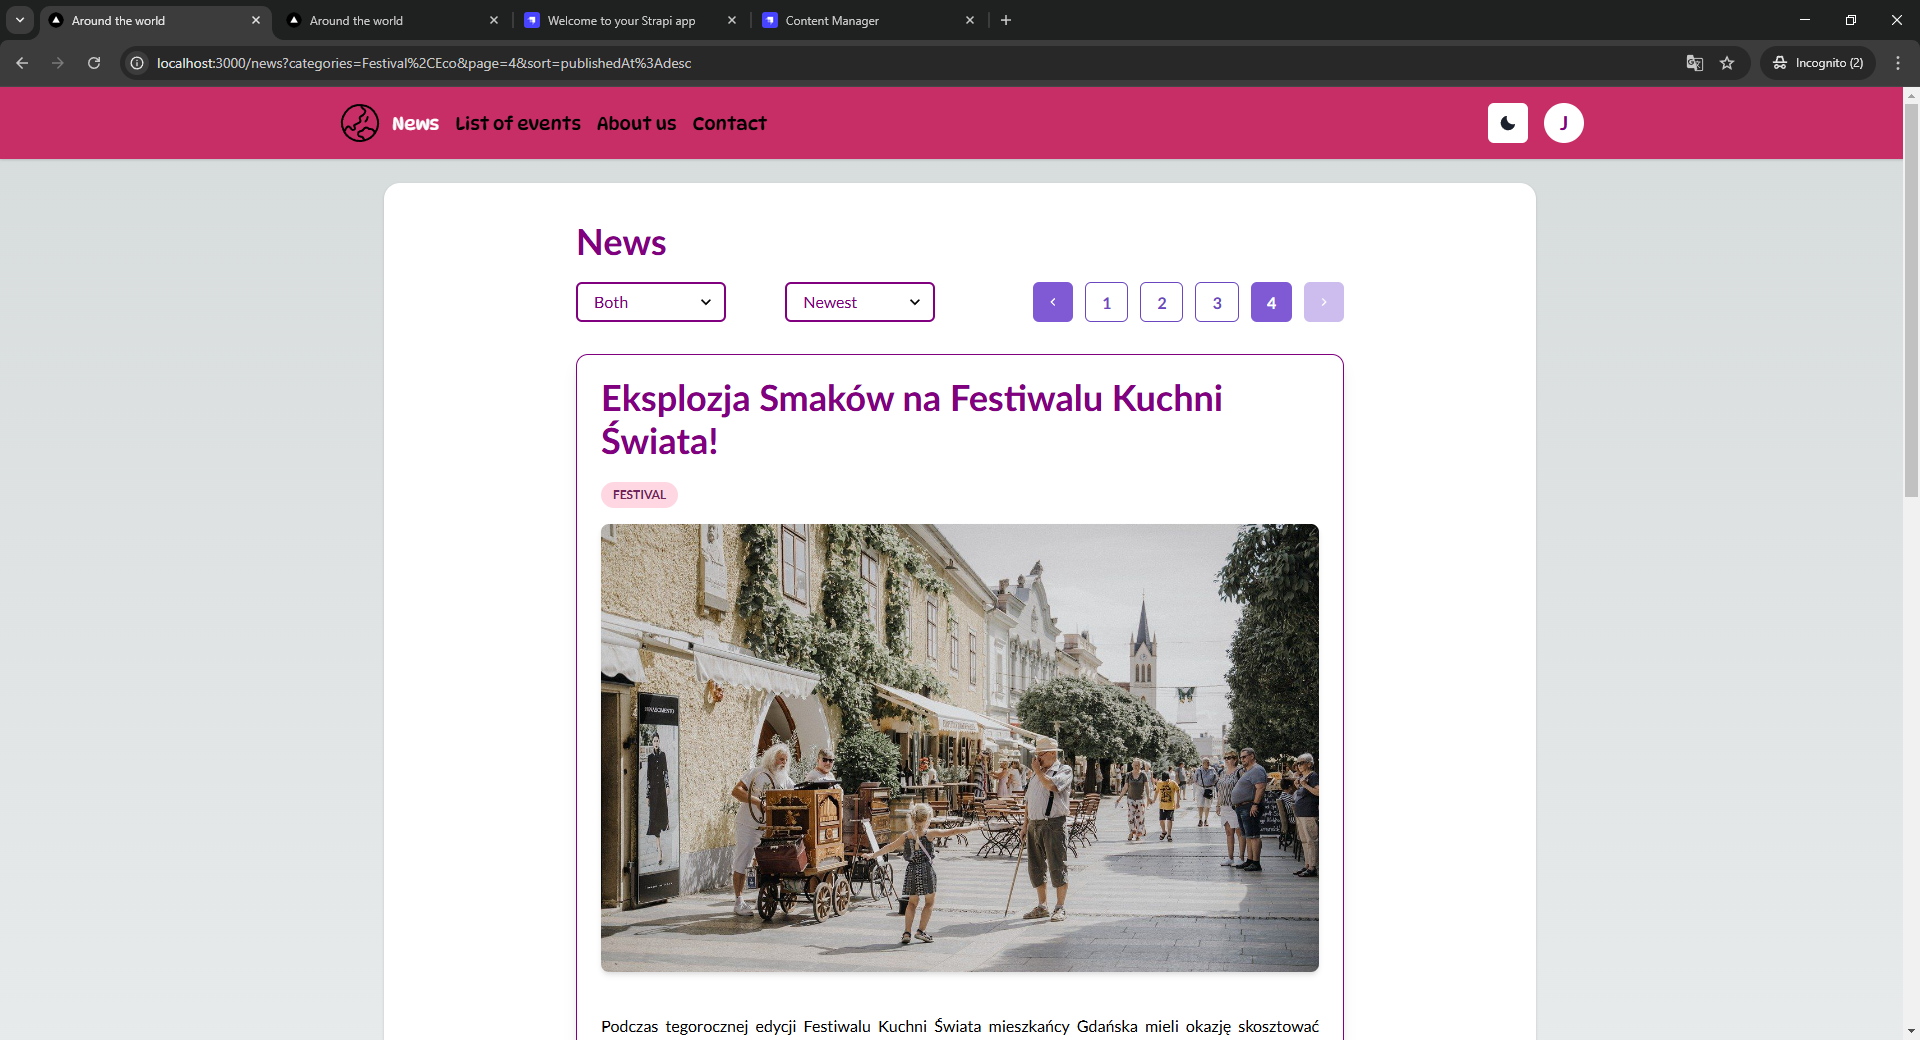 Around the world
Around the world
Welcome to your Strapi app
Content Manager
localhost:3000/news?categories=Festival%2CEco&page=4&sort=publishedAt%3Adesc
Incognito (2)
News
List of events
About us
Contact
J
News
Both
Newest
1
2
3
4
Eksplozja Smaków na Festiwalu Kuchni
Świata!
FESTIVAL
Podczas tegorocznej edycji Festiwalu Kuchni Świata mieszkańcy Gdańska mieli okazję skosztować